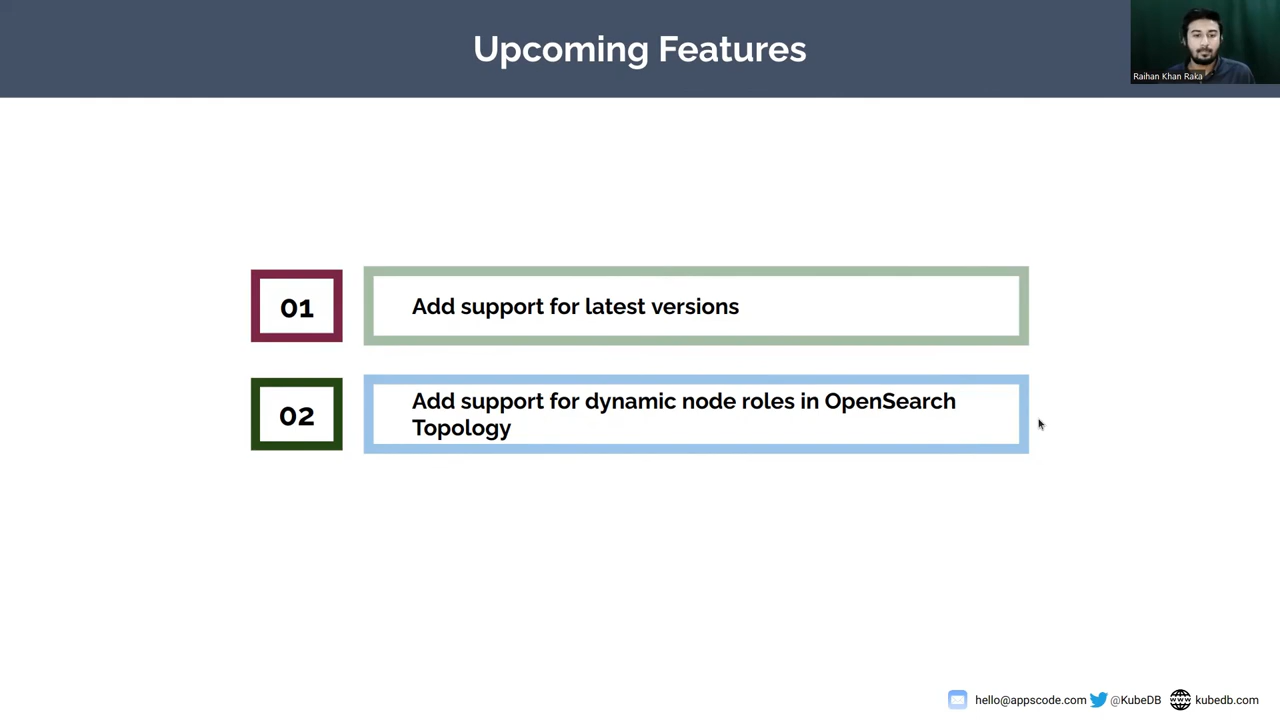 Upcoming Features
Raihan Khan Raka
01
Add support for latest versions
02
Add support for dynamic node roles in OpenSearch
Topology
hello@appscode.com @KubeDB www kubedb.com